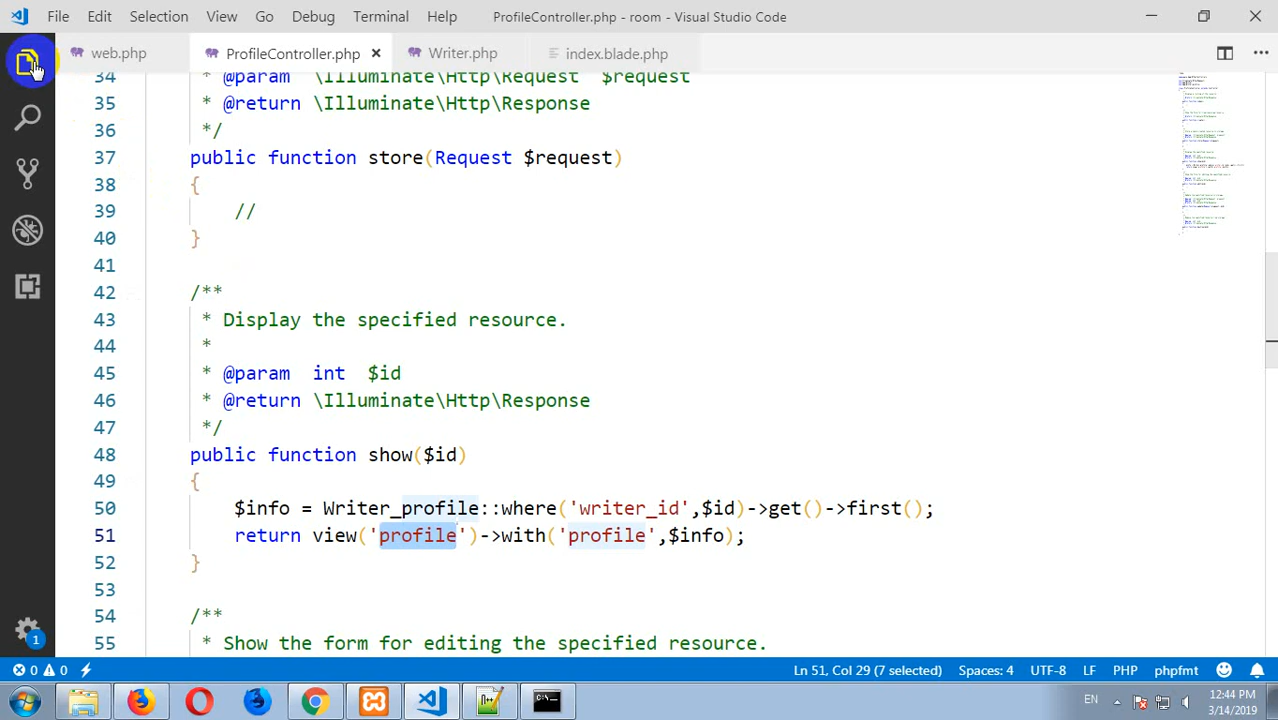 File Edit Selection View Go Debug Terminal Help ProfileController.php - room - Visual Studio Code
web.php ProfileController.php Writer.php index.blade.php
34 * @param \Illuminate\Http\Request $request
35 * @return \Illuminate\Http\Response
36 */
37 public function store(Request $request)
38 {
39 //
40 }
41
42 /**
43 * Display the specified resource.
44 *
45 * @param int $id
46 * @return \Illuminate\Http\Response
47 */
48 public function show($id)
49 {
50 $info = Writer_profile::where('writer_id',$id)->get()->first();
51 return view('profile')->with('profile',$info);
52 }
53
54 /**
55 * Show the form for editing the specified resource.
1
0 0 Ln 51, Col 29 (7 selected) Spaces: 4 UTF-8 LF PHP phpfmt
EN 12:44 PM
3/14/2019